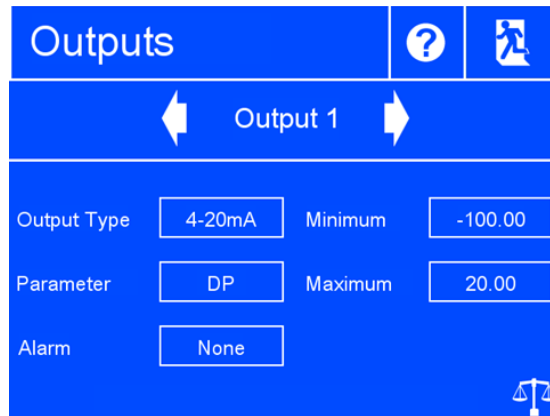 Outputs ?
Output 1
Output Type 4-20mA Minimum -100.00
Parameter DP Maximum 20.00
Alarm None